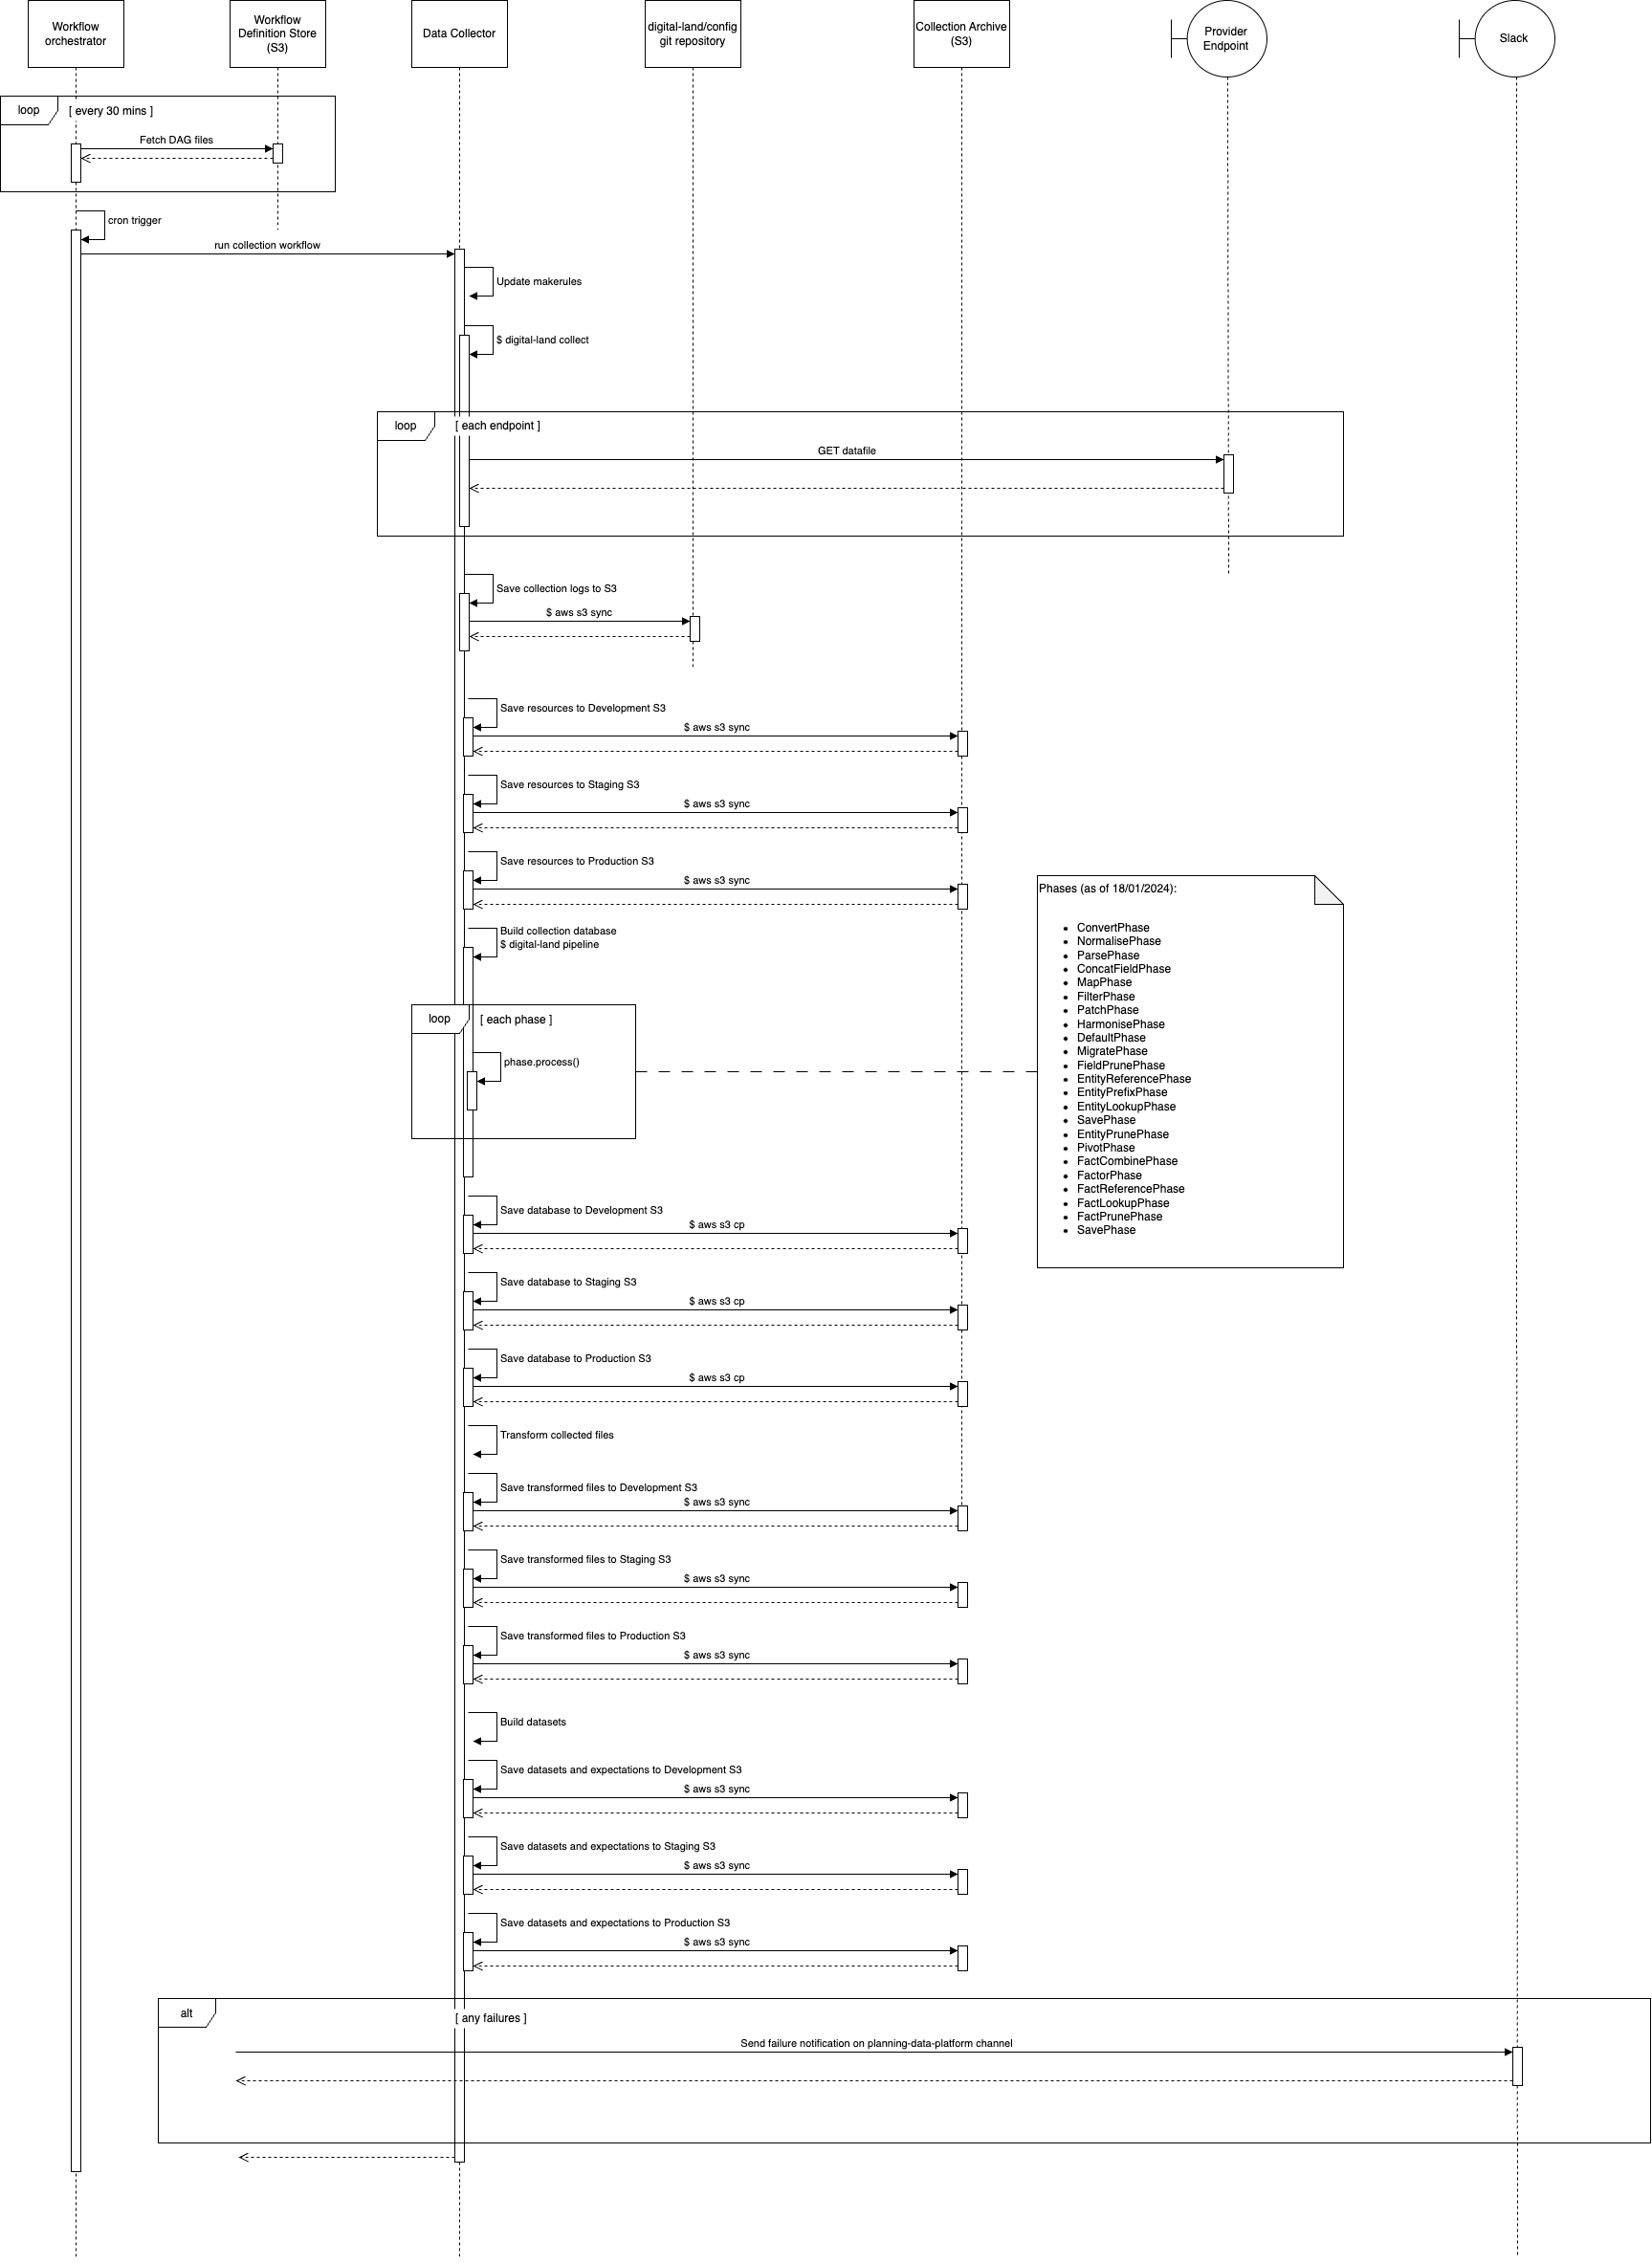 Workflow
orchestrator
Workflow
Definition Store
(S3)
Data Collector
digital-land/config
git repository
Collection Archive
(S3)
Provider
Endpoint
Slack
loop
[ every 30 mins ]
Fetch DAG files
cron trigger
run collection workflow
Update makerules
$ digital-land collect
loop
[ each endpoint ]
GET datafile
Save collection logs to S3
$ aws s3 sync
Save resources to Development S3
$ aws s3 sync
Save resources to Staging S3
$ aws s3 sync
Save resources to Production S3
$ aws s3 sync
Build collection database
$ digital-land pipeline
loop
[ each phase ]
phase.process()
Phases (as of 18/01/2024):
• ConvertPhase
• NormalisePhase
• ParsePhase
• ConcatFieldPhase
• MapPhase
• FilterPhase
• PatchPhase
• HarmonisePhase
• DefaultPhase
• MigratePhase
• FieldPrunePhase
• EntityReferencePhase
• EntityPrefixPhase
• EntityLookupPhase
• SavePhase
• EntityPrunePhase
• PivotPhase
• FactCombinePhase
• FactorPhase
• FactReferencePhase
• FactLookupPhase
• FactPrunePhase
• SavePhase
Save database to Development S3
$ aws s3 cp
Save database to Staging S3
$ aws s3 cp
Save database to Production S3
$ aws s3 cp
Transform collected files
Save transformed files to Development S3
$ aws s3 sync
Save transformed files to Staging S3
$ aws s3 sync
Save transformed files to Production S3
$ aws s3 sync
Build datasets
Save datasets and expectations to Development S3
$ aws s3 sync
Save datasets and expectations to Staging S3
$ aws s3 sync
Save datasets and expectations to Production S3
$ aws s3 sync
alt
[ any failures ]
Send failure notification on planning-data-platform channel